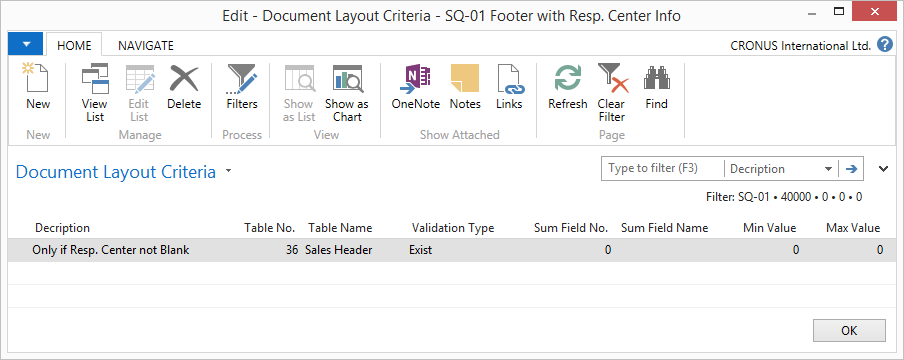 Edit - Document Layout Criteria - SQ-01 Footer with Resp. Center Info
HOME NAVIGATE CRONUS International Ltd.
New View List Edit List Delete Filters Show as List Show as Chart OneNote Notes Links Refresh Clear Filter Find
New Manage Process View Show Attached Page
Document Layout Criteria Type to filter (F3) Decription
Filter: SQ-01 • 40000 • 0 • 0 • 0
Decription Table No. Table Name Validation Type Sum Field No. Sum Field Name Min Value Max Value
Only if Resp. Center not Blank 36 Sales Header Exist 0 0 0
OK